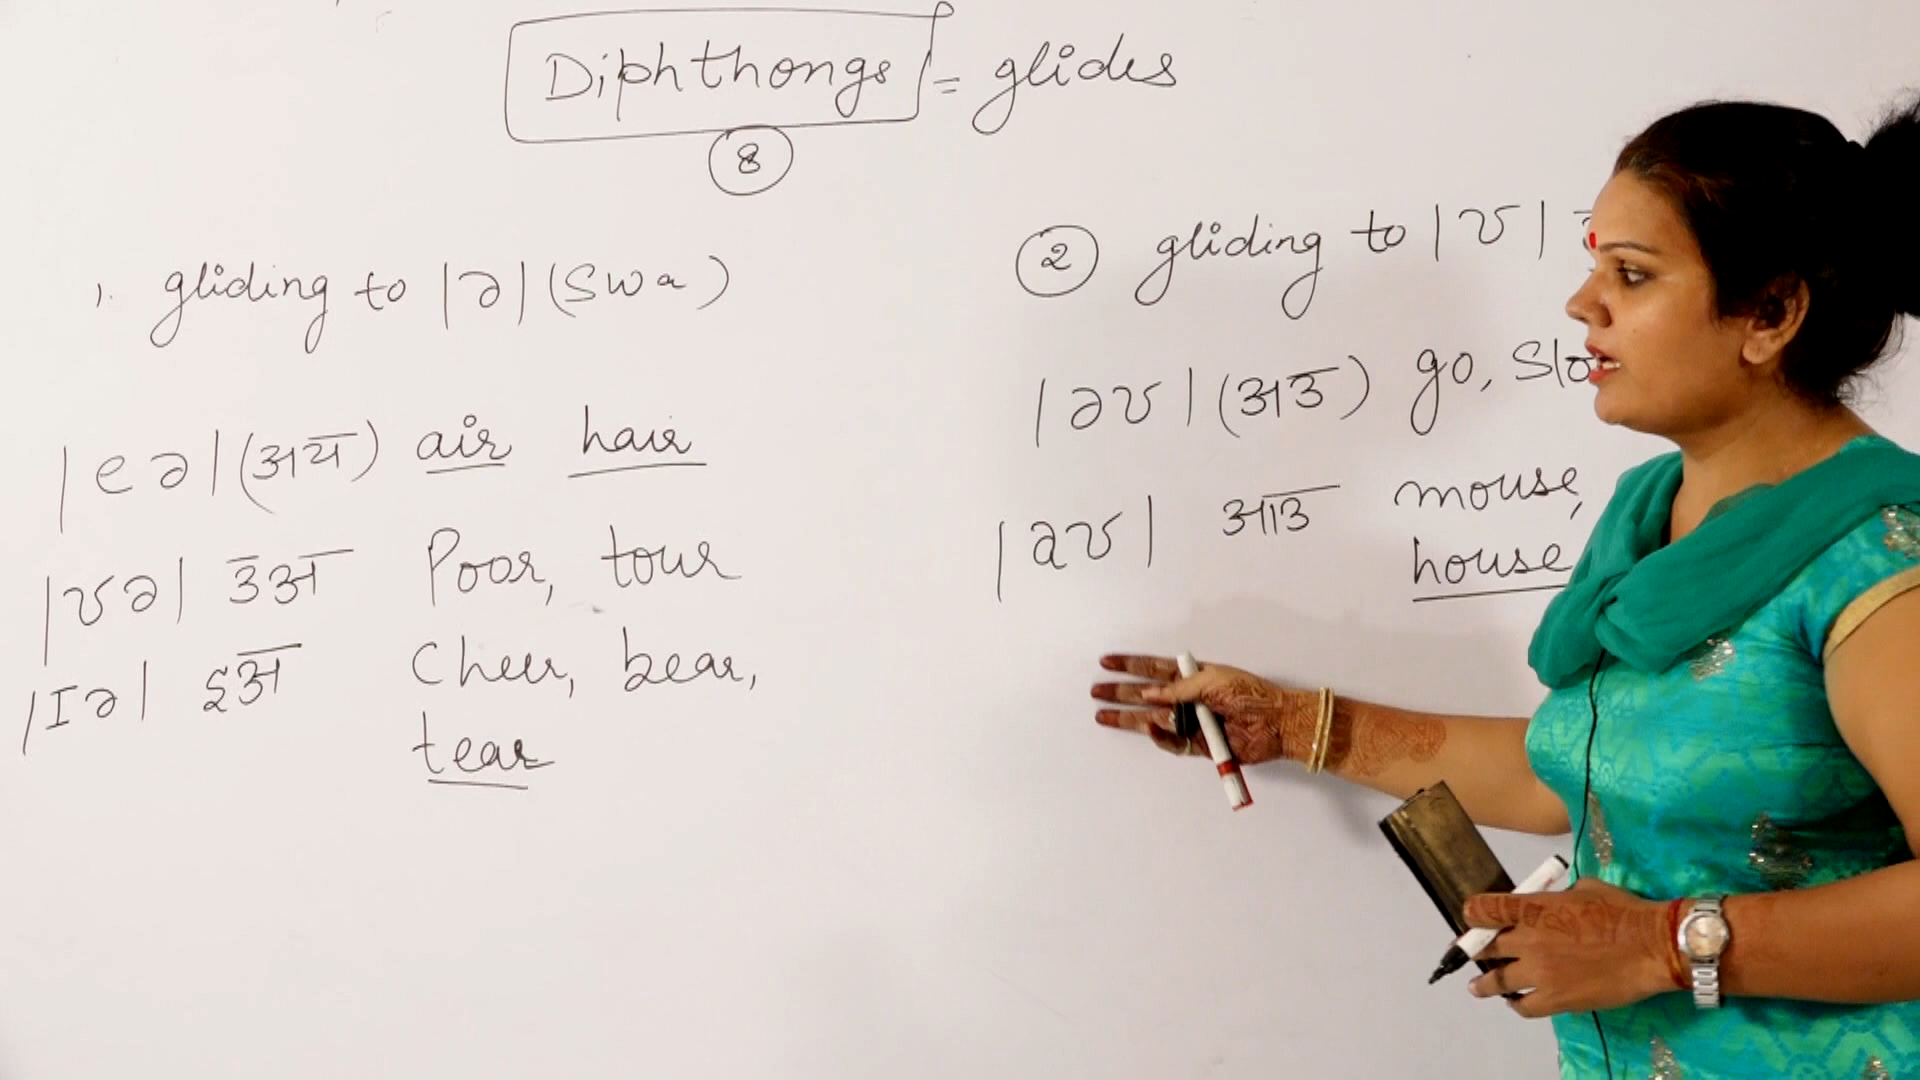 Diphthongs = glides
8
1. gliding to |ə| (Swa)
|eə| (अय) air hair
|ʊə| उअ Poor, tour
|Iə| इअ Cheer, bear,
tear
2 gliding to |ʊ|
|əʊ| (अउ) go,
|aʊ| आउ mouse,
house